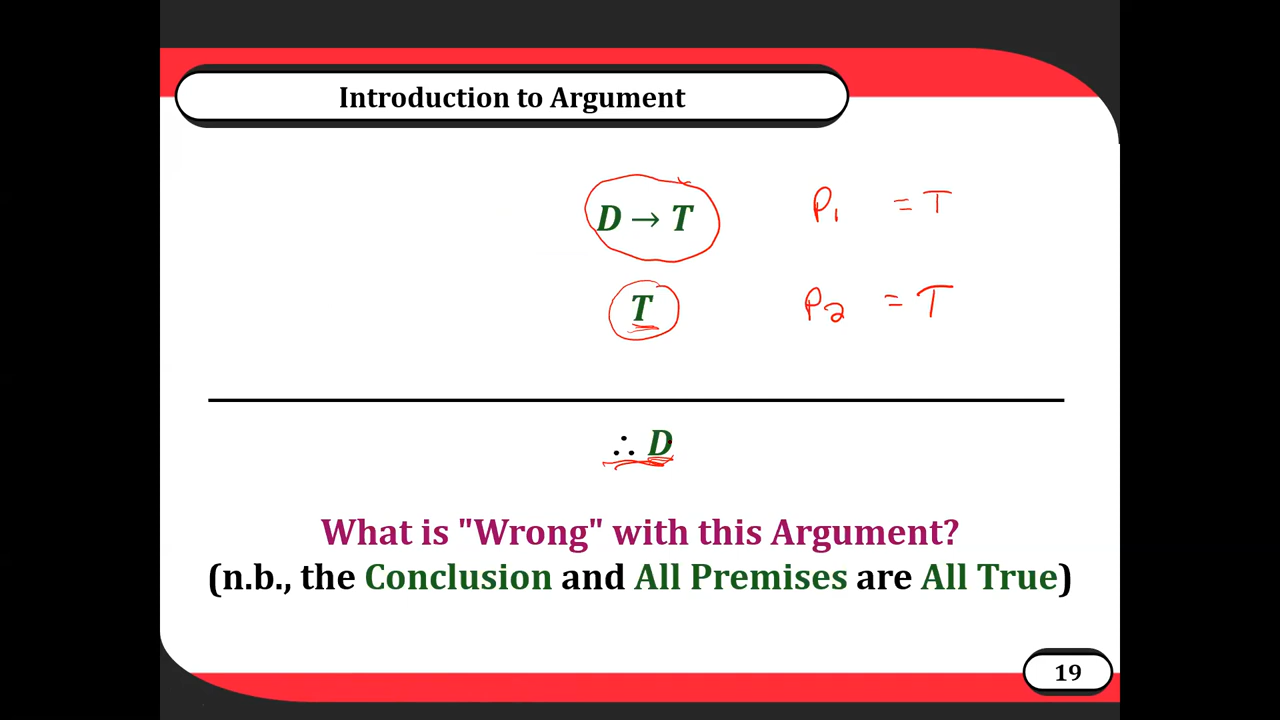 Introduction to Argument
D → T P1 = T
T P2 = T
∴ D
What is "Wrong" with this Argument?
(n.b., the Conclusion and All Premises are All True)
19